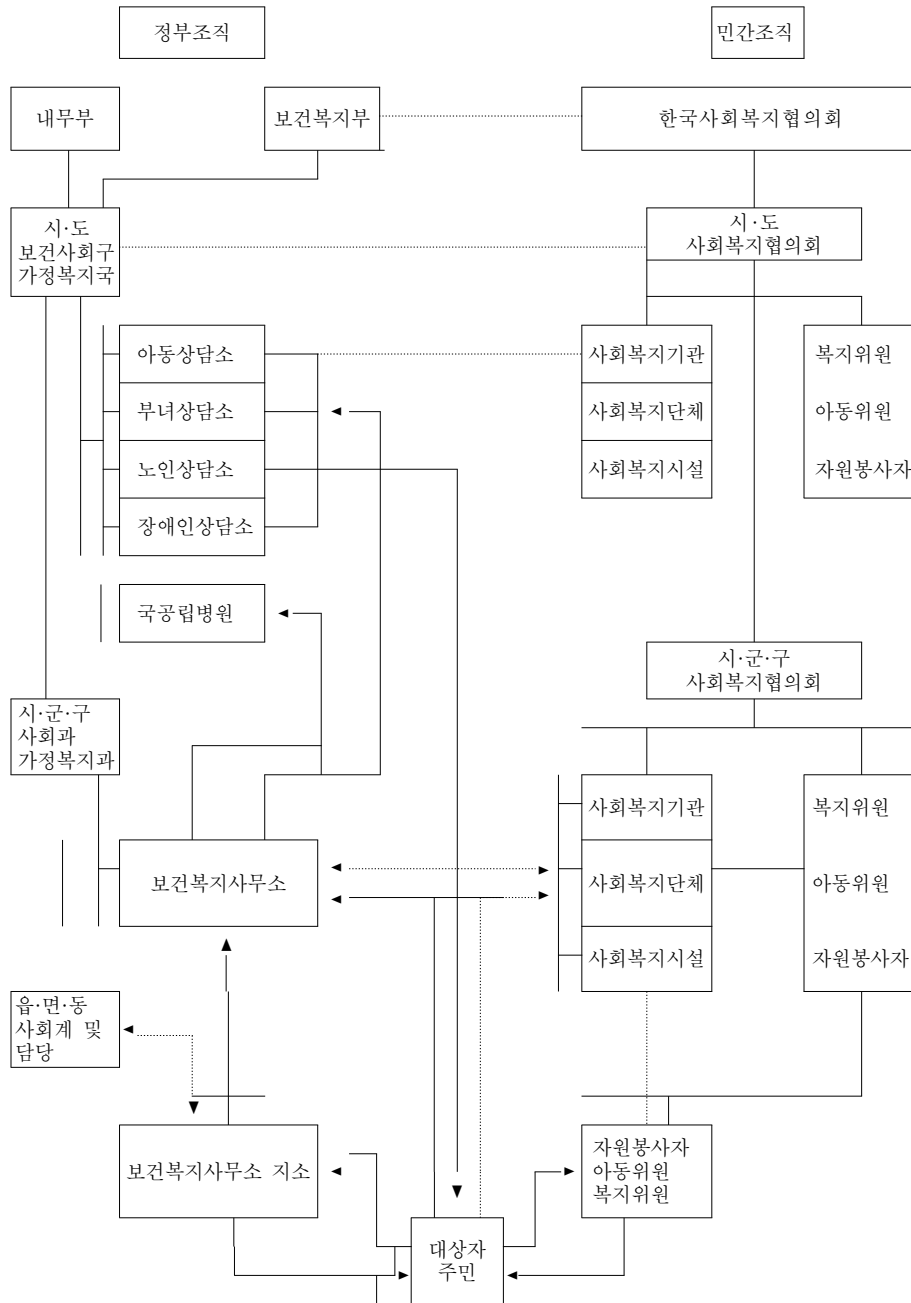 정부조직
민간조직
내무부
보건복지부
한국사회복지협의회
시·도
보건사회구
가정복지국
시·도
사회복지협의회
아동상담소
부녀상담소
노인상담소
장애인상담소
사회복지기관
사회복지단체
사회복지시설
복지위원
아동위원
자원봉사자
국공립병원
시·군·구
사회복지협의회
시·군·구
사회과
가정복지과
보건복지사무소
사회복지기관
사회복지단체
사회복지시설
복지위원
아동위원
자원봉사자
읍·면·동
사회계 및
담당
보건복지사무소 지소
자원봉사자
아동위원
복지위원
대상자
주민